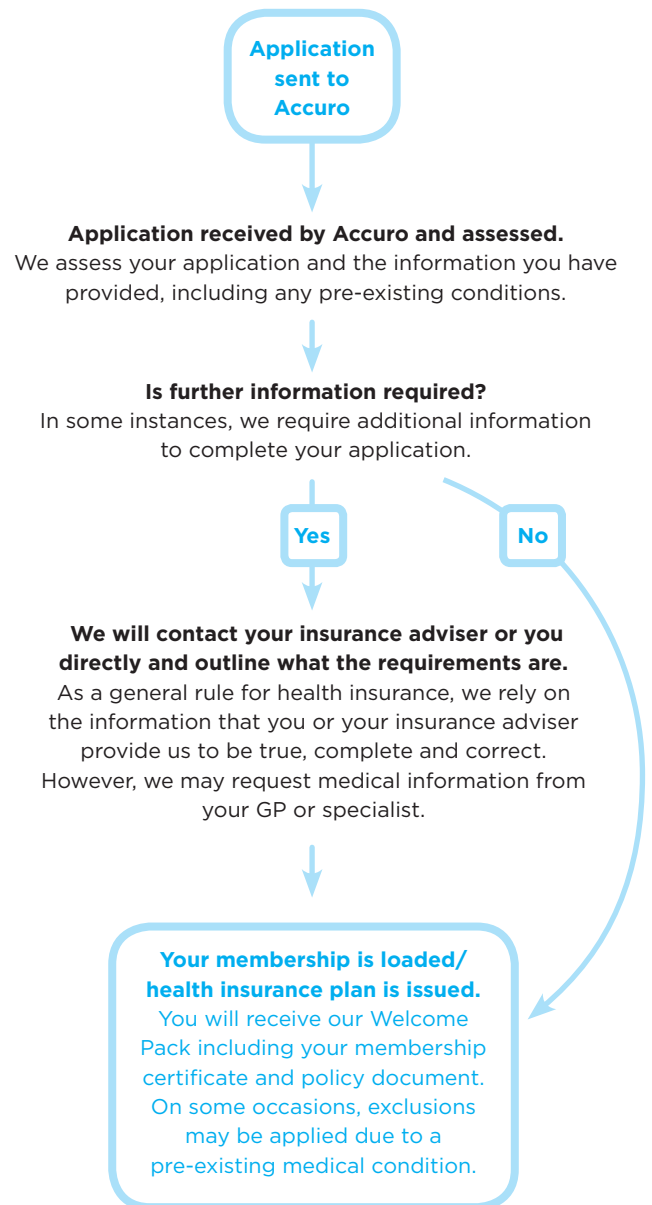 Application
sent to
Accuro
Application received by Accuro and assessed.
We assess your application and the information you have
provided, including any pre-existing conditions.
Is further information required?
In some instances, we require additional information
to complete your application.
Yes
No
We will contact your insurance adviser or you
directly and outline what the requirements are.
As a general rule for health insurance, we rely on
the information that you or your insurance adviser
provide us to be true, complete and correct.
However, we may request medical information from
your GP or specialist.
Your membership is loaded/
health insurance plan is issued.
You will receive our Welcome
Pack including your membership
certificate and policy document.
On some occasions, exclusions
may be applied due to a
pre-existing medical condition.